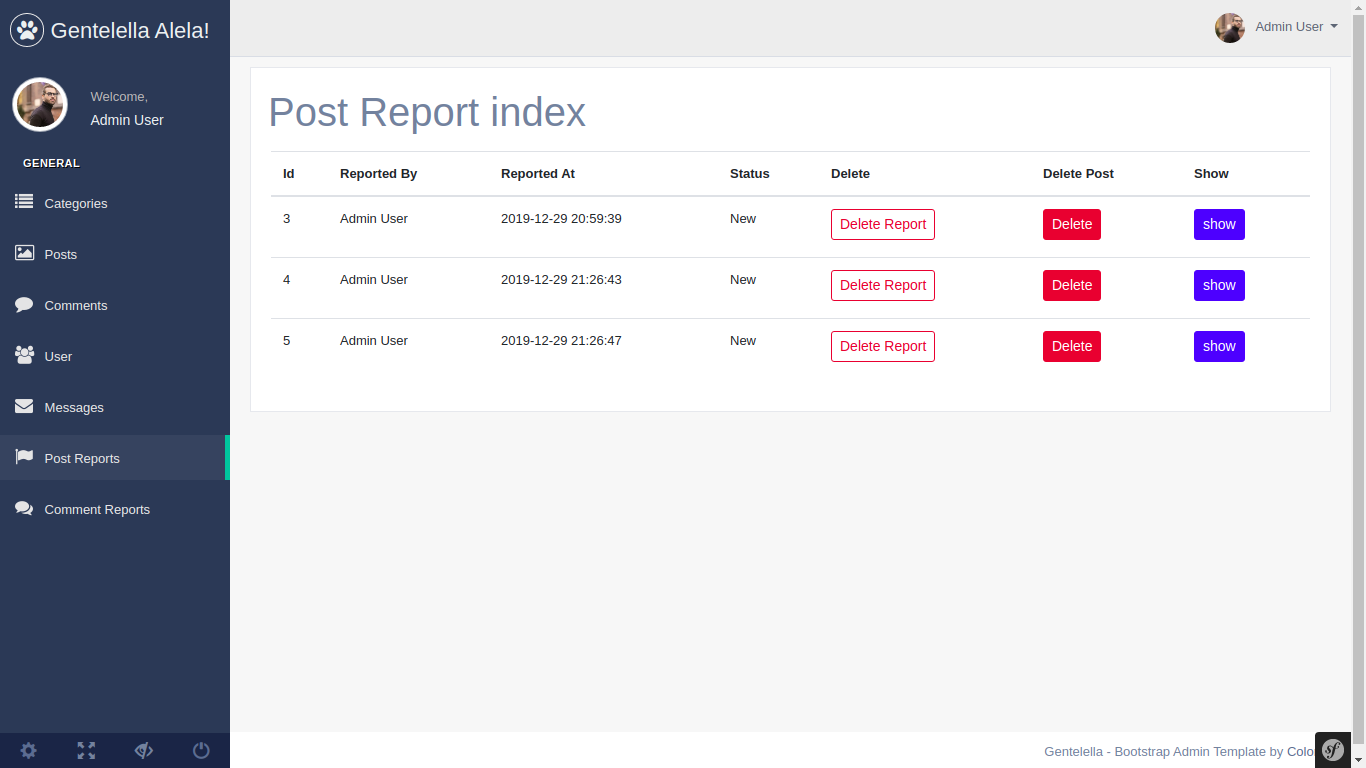 Gentelella Alela!
Admin User
Welcome,
Admin User
GENERAL
Categories
Posts
Comments
User
Messages
Post Reports
Comment Reports
Post Report index
Id Reported By Reported At Status Delete Delete Post Show
3 Admin User 2019-12-29 20:59:39 New Delete Report Delete show
4 Admin User 2019-12-29 21:26:43 New Delete Report Delete show
5 Admin User 2019-12-29 21:26:47 New Delete Report Delete show
Gentelella - Bootstrap Admin Template by Colo
sf